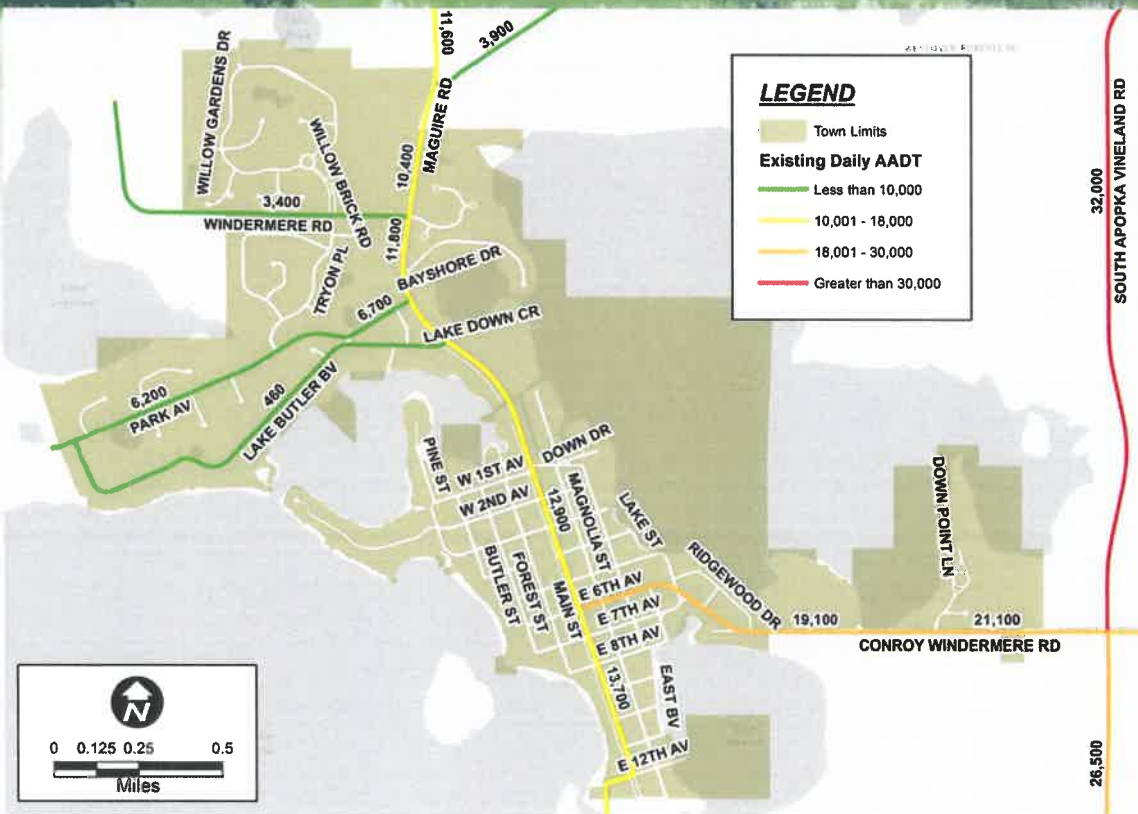 11,600
3,900
WILLOW GARDENS DR
WILLOW BRICK RD
MAGUIRE RD
10,400
LEGEND
Town Limits
Existing Daily AADT
Less than 10,000
10,001 - 18,000
18,001 - 30,000
Greater than 30,000
32,000
SOUTH APOPKA VINELAND RD
3,400
WINDERMERE RD
11,800
TRYON PL
BAYSHORE DR
6,700
LAKE DOWN CR
6,200
PARK AV
460
LAKE BUTLER BV
PINE ST
W 1ST AV
DOWN DR
W 2ND AV
12,900
MAGNOLIA ST
LAKE ST
DOWN POINT LN
BUTLER ST
FOREST ST
MAIN ST
E 6TH AV
RIDGEWOOD DR
E 7TH AV
E 8TH AV
19,100
21,100
CONROY WINDERMERE RD
13,700
EAST BV
E 12TH AV
26,500
N
0 0.125 0.25 0.5
Miles